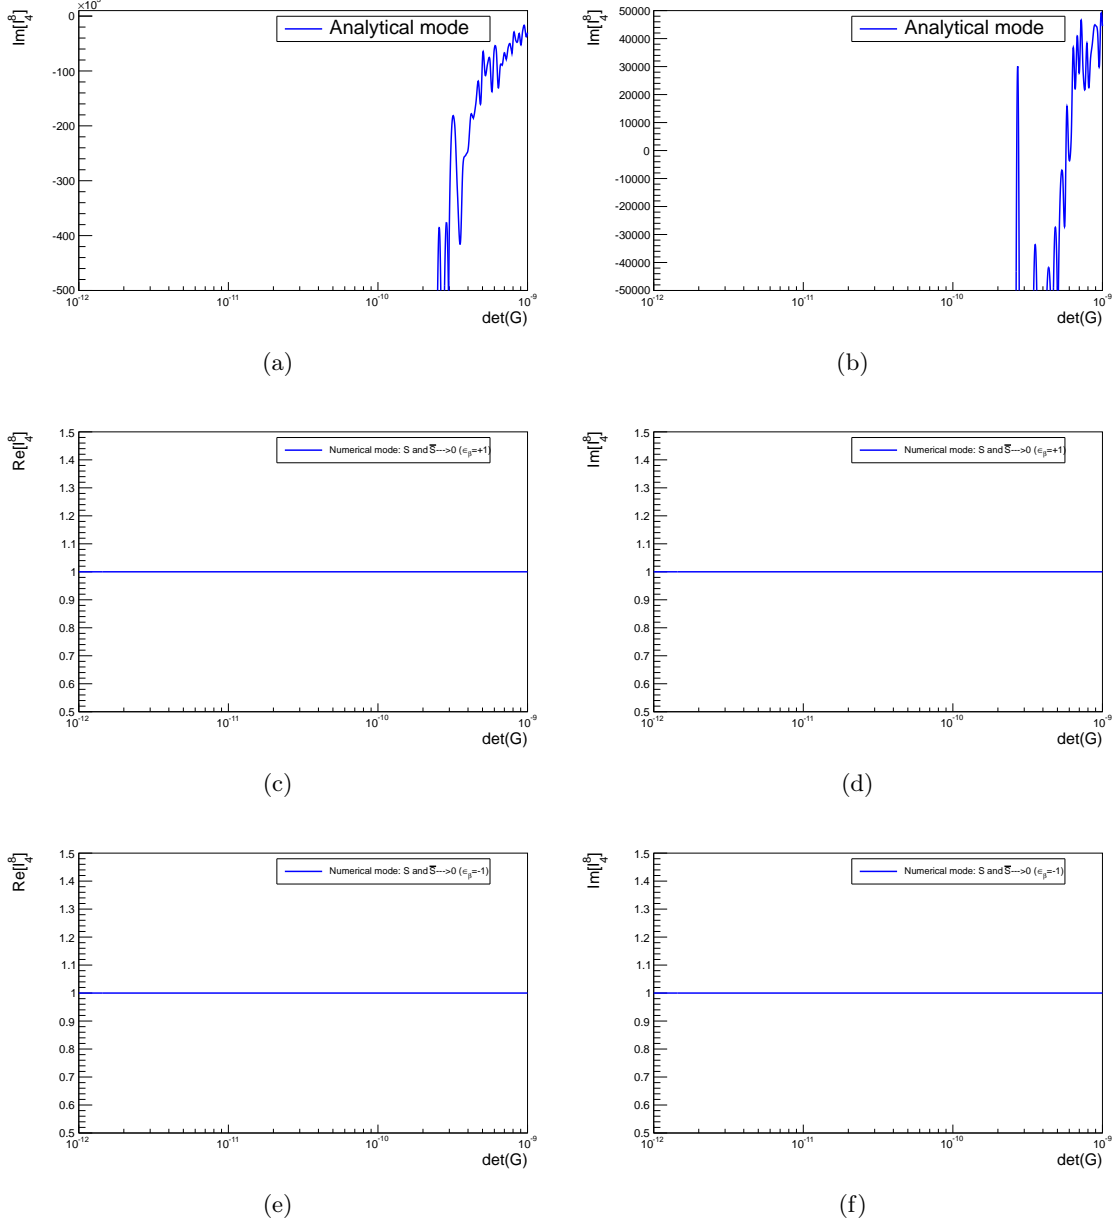 ×10³
Im[I₄⁸]
Analytical mode
0
-100
-200
-300
-400
-500
10⁻¹² 10⁻¹¹ 10⁻¹⁰ 10⁻⁹
det(G)
(a)
Im[I₄⁸]
Analytical mode
50000
40000
30000
20000
10000
0
-10000
-20000
-30000
-40000
-50000
10⁻¹² 10⁻¹¹ 10⁻¹⁰ 10⁻⁹
det(G)
(b)
Re[I₄⁸]
Numerical mode: S and S̅--->0 (ϵᵦ=+1)
1.5
1.4
1.3
1.2
1.1
1
0.9
0.8
0.7
0.6
0.5
10⁻¹² 10⁻¹¹ 10⁻¹⁰ 10⁻⁹
det(G)
(c)
Im[I₄⁸]
Numerical mode: S and S̅--->0 (ϵᵦ=+1)
1.5
1.4
1.3
1.2
1.1
1
0.9
0.8
0.7
0.6
0.5
10⁻¹² 10⁻¹¹ 10⁻¹⁰ 10⁻⁹
det(G)
(d)
Re[I₄⁸]
Numerical mode: S and S̅--->0 (ϵᵦ=-1)
1.5
1.4
1.3
1.2
1.1
1
0.9
0.8
0.7
0.6
0.5
10⁻¹² 10⁻¹¹ 10⁻¹⁰ 10⁻⁹
det(G)
(e)
Im[I₄⁸]
Numerical mode: S and S̅--->0 (ϵᵦ=-1)
1.5
1.4
1.3
1.2
1.1
1
0.9
0.8
0.7
0.6
0.5
10⁻¹² 10⁻¹¹ 10⁻¹⁰ 10⁻⁹
det(G)
(f)